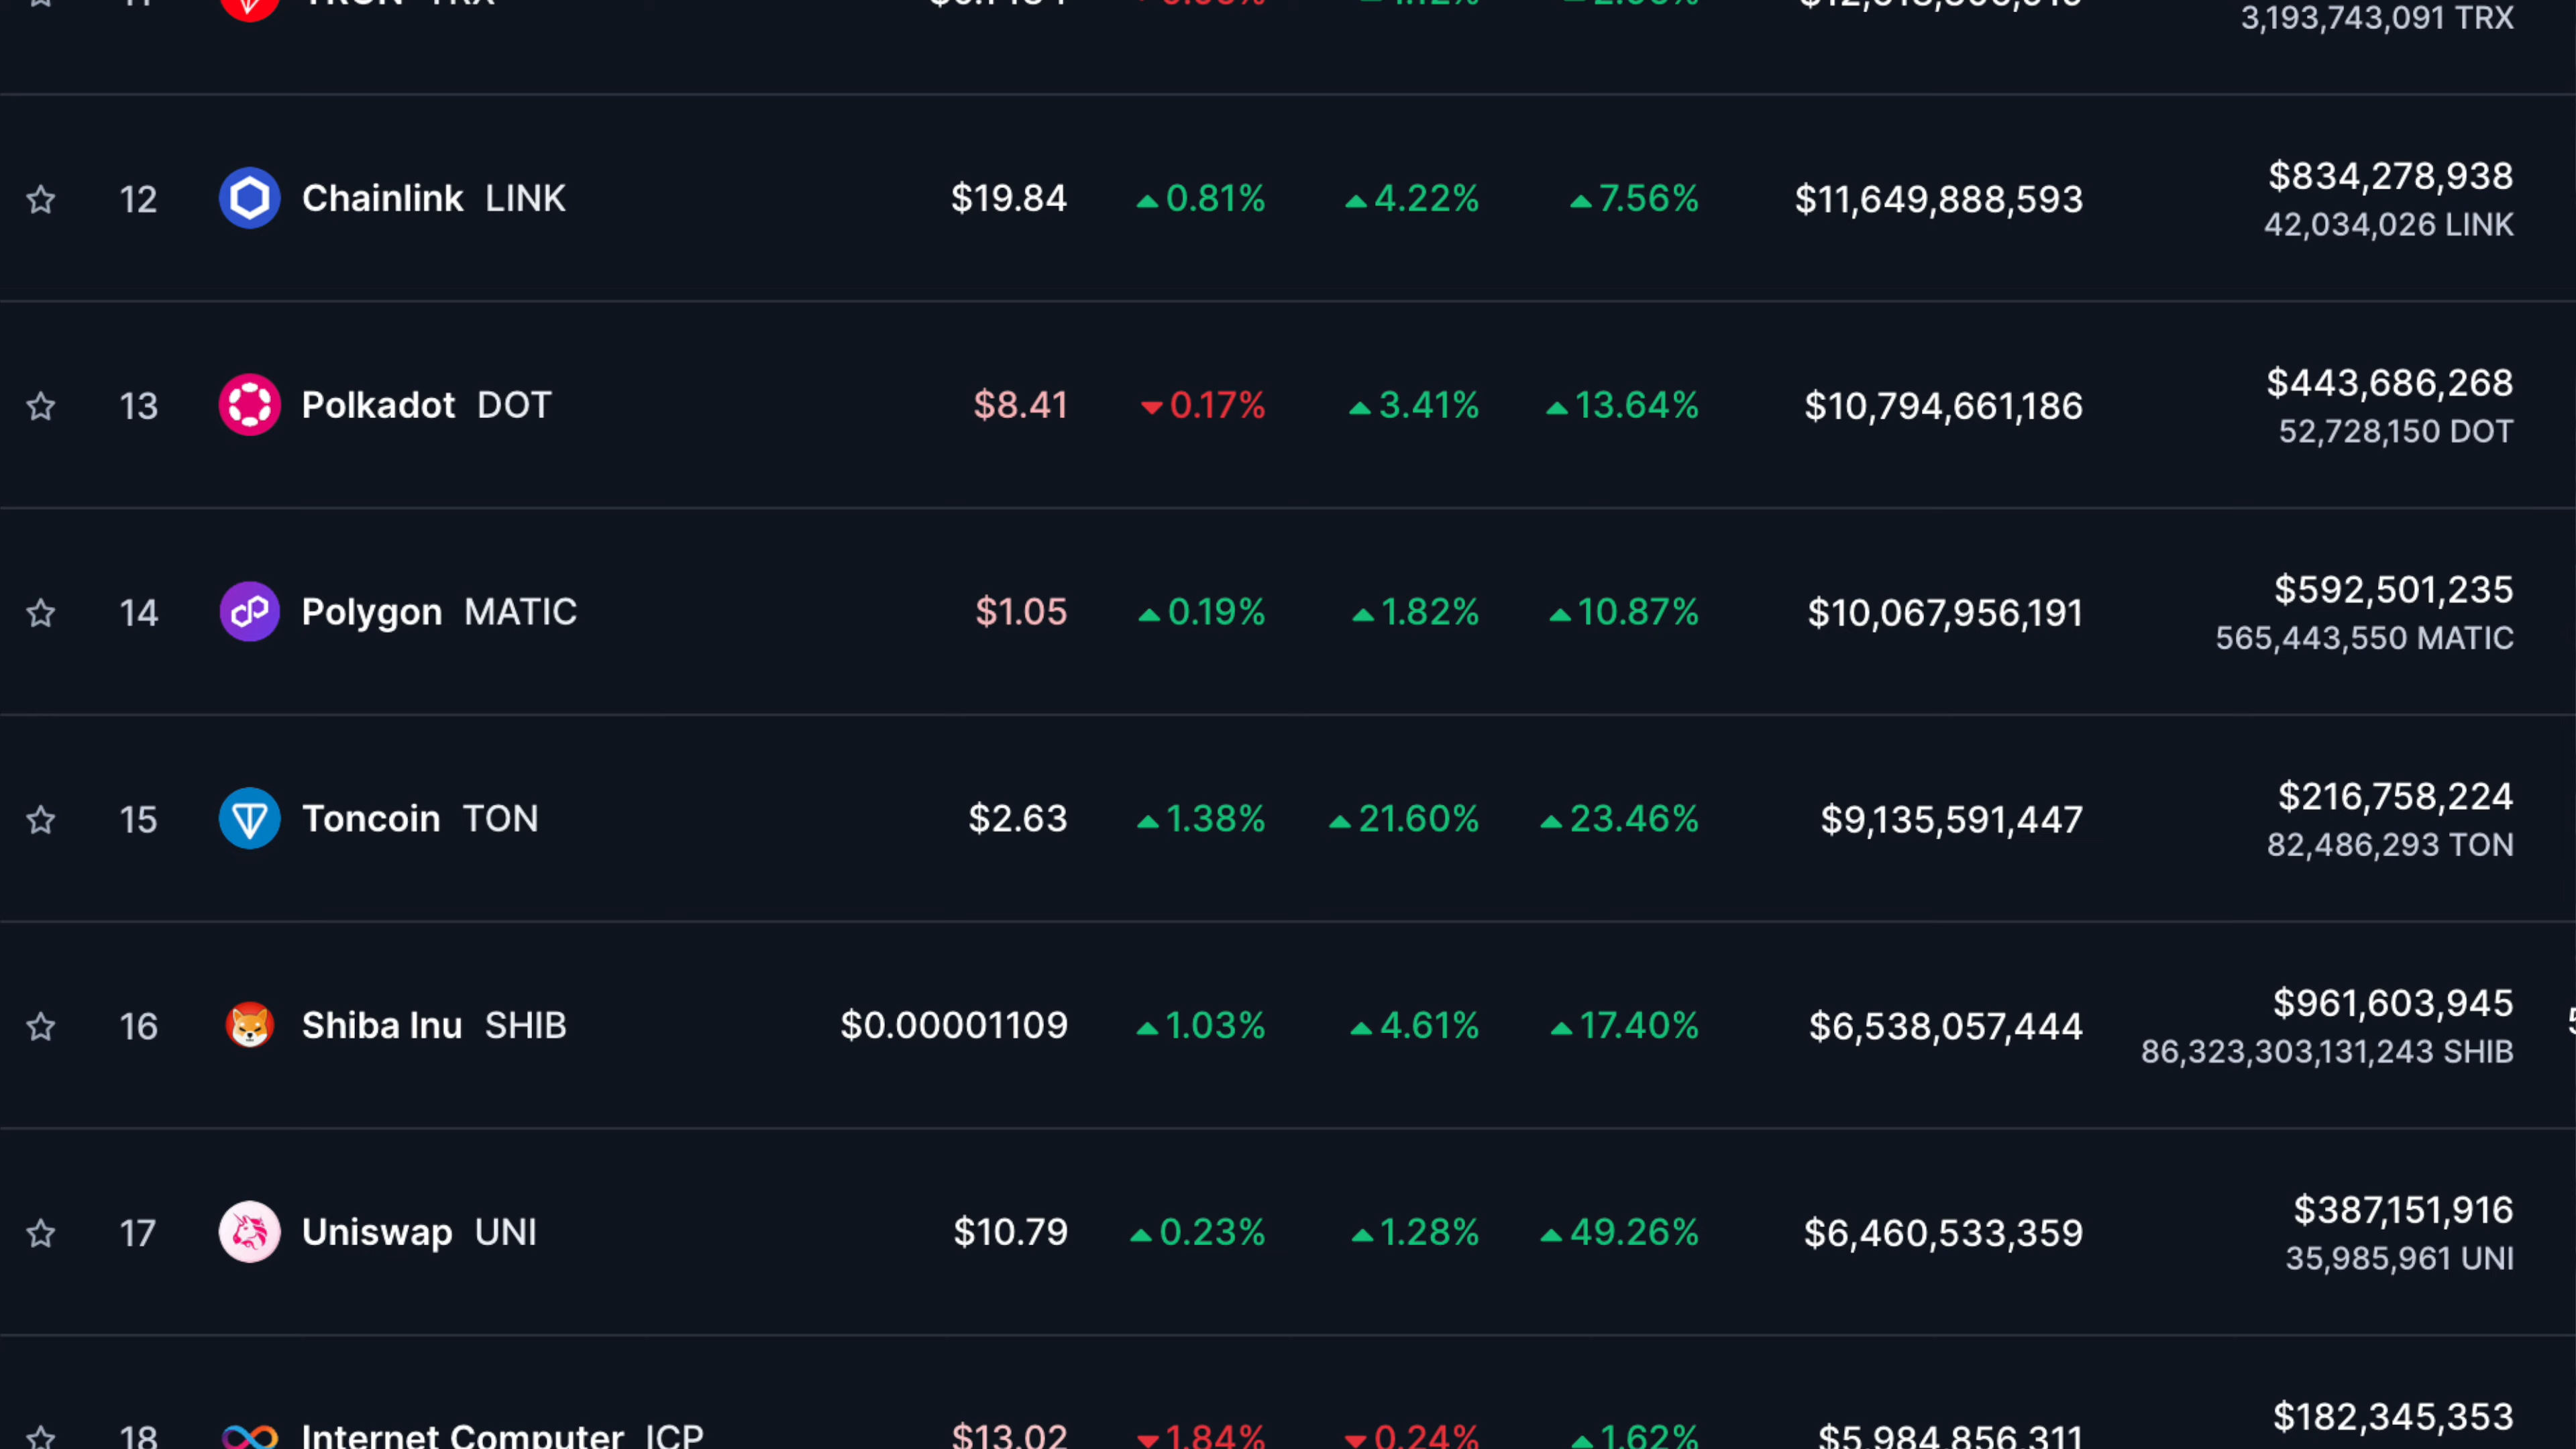 3,193,743,091 TRX
12 Chainlink LINK $19.84 0.81% 4.22% 7.56% $11,649,888,593 $834,278,938
42,034,026 LINK
13 Polkadot DOT $8.41 0.17% 3.41% 13.64% $10,794,661,186 $443,686,268
52,728,150 DOT
14 Polygon MATIC $1.05 0.19% 1.82% 10.87% $10,067,956,191 $592,501,235
565,443,550 MATIC
15 Toncoin TON $2.63 1.38% 21.60% 23.46% $9,135,591,447 $216,758,224
82,486,293 TON
16 Shiba Inu SHIB $0.00001109 1.03% 4.61% 17.40% $6,538,057,444 $961,603,945
86,323,303,131,243 SHIB
17 Uniswap UNI $10.79 0.23% 1.28% 49.26% $6,460,533,359 $387,151,916
35,985,961 UNI
18 Internet Computer ICP $13.02 1.84% 0.24% 1.62% $5,984,856,311 $182,345,353